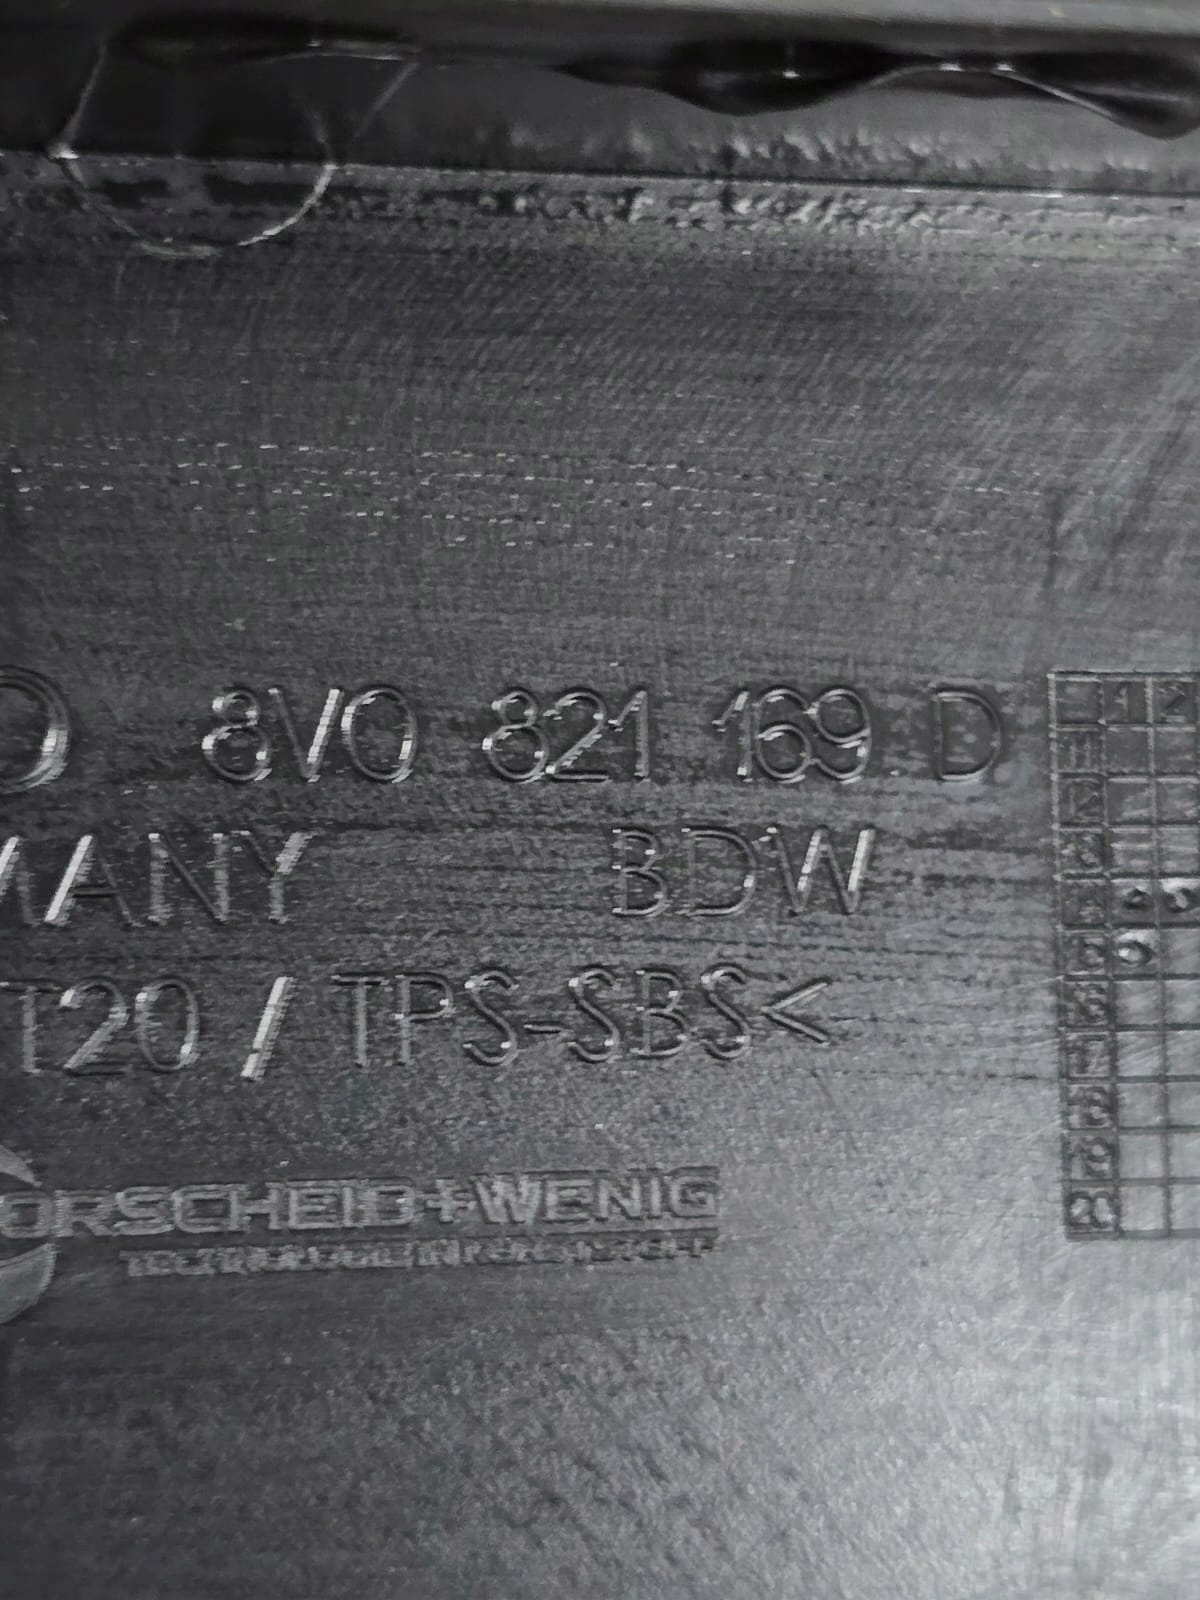 8V0 821 169 D
MANY BDW
T20 / TPS-SBS<
ORSCHEID+WENIG
1 2
11
12
13
14
15
16
17
18
19
20